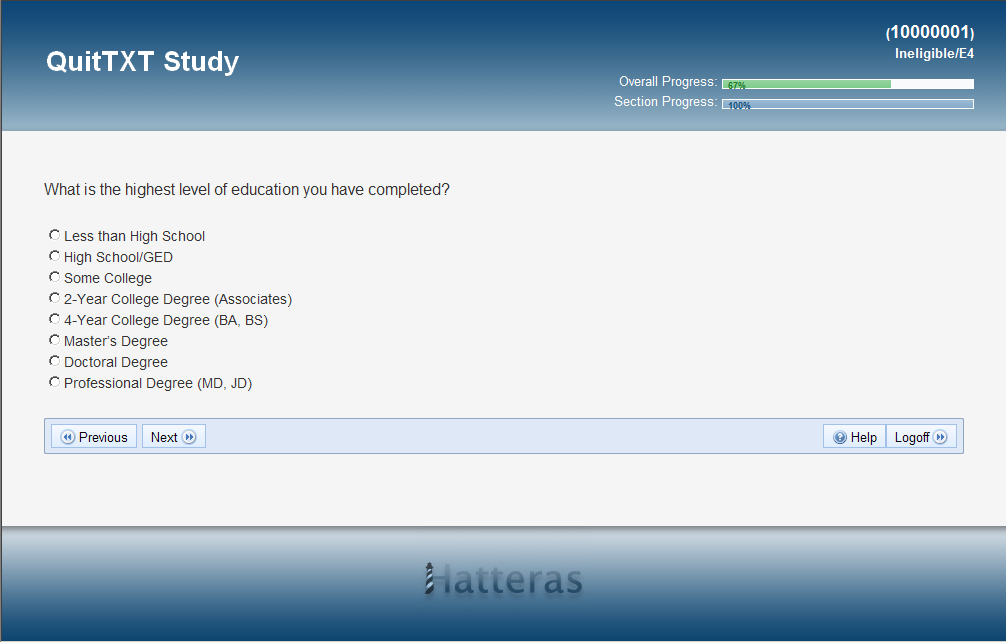 (10000001)
Ineligible/E4
QuitTXT Study
Overall Progress: 67%
Section Progress: 100%
What is the highest level of education you have completed?
Less than High School
High School/GED
Some College
2-Year College Degree (Associates)
4-Year College Degree (BA, BS)
Master's Degree
Doctoral Degree
Professional Degree (MD, JD)
Previous Next Help Logoff
Hatteras